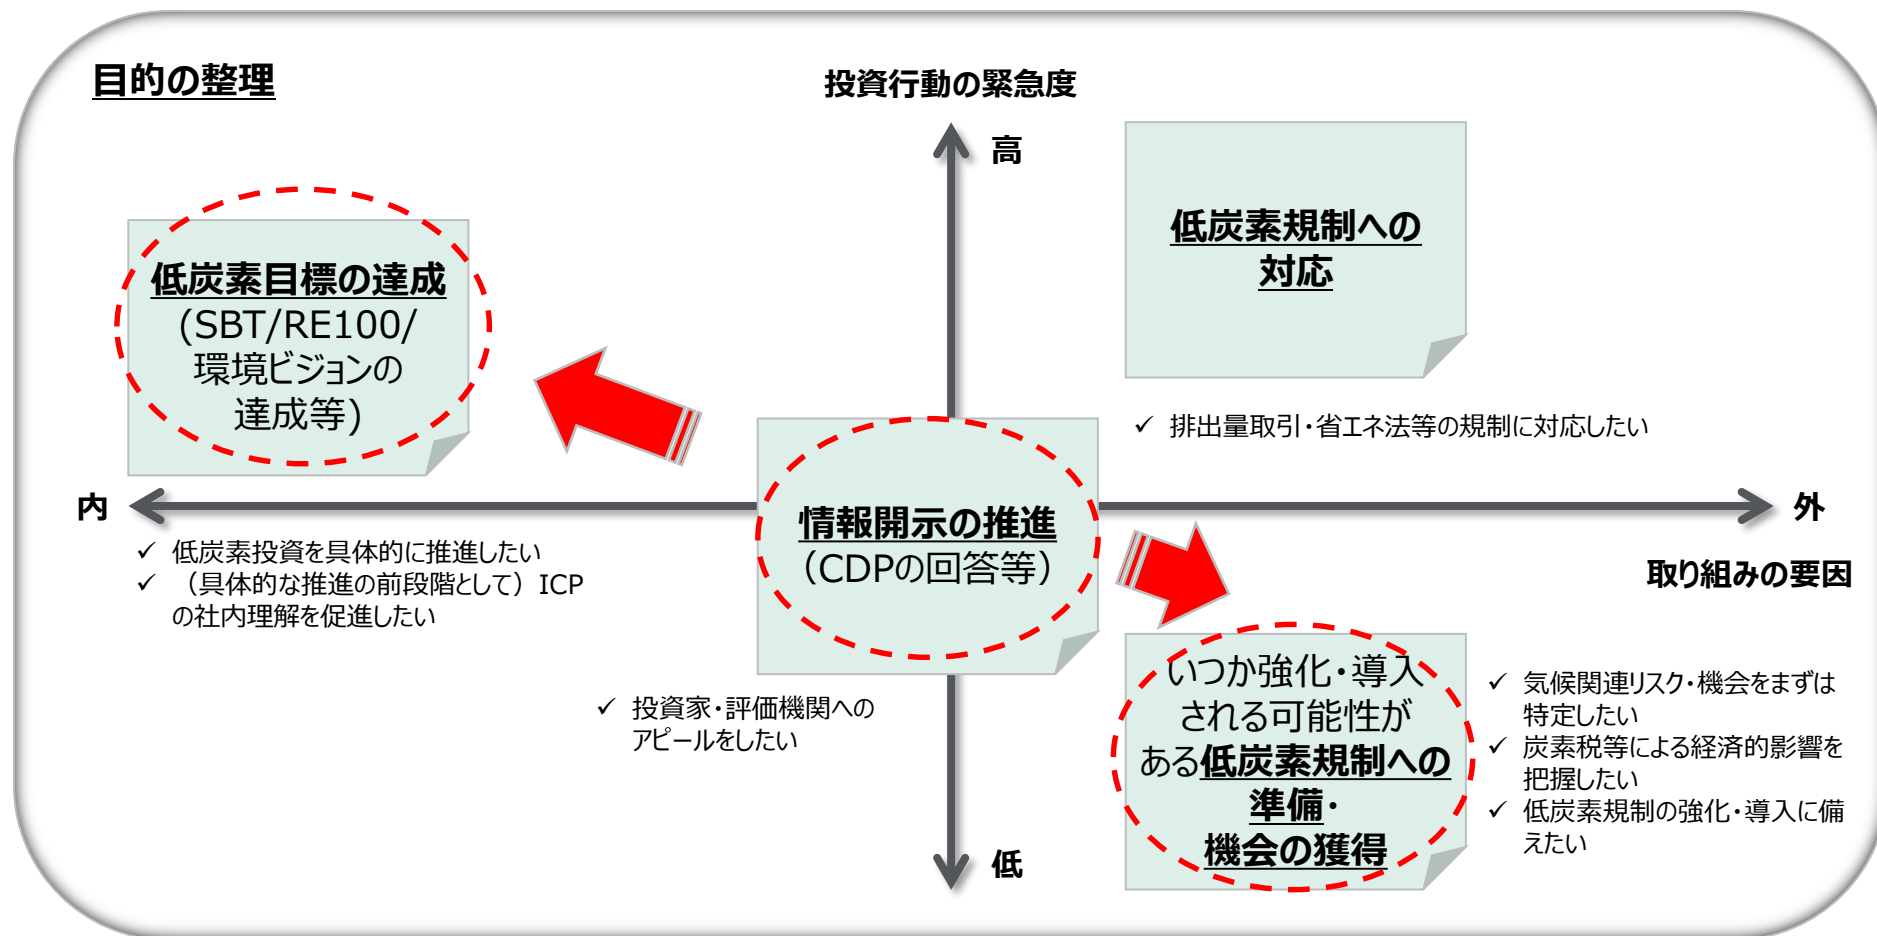 目的の整理
投資行動の緊急度
高
低炭素規制への
対応
✓ 排出量取引・省エネ法等の規制に対応したい
低炭素目標の達成
(SBT/RE100/
環境ビジョンの
達成等)
内
外
取り組みの要因
✓ 低炭素投資を具体的に推進したい
✓ （具体的な推進の前段階として）ICP
の社内理解を促進したい
情報開示の推進
（CDPの回答等）
✓ 投資家・評価機関への
アピールをしたい
いつか強化・導入
される可能性が
ある低炭素規制への
準備・
機会の獲得
✓ 気候関連リスク・機会をまずは
特定したい
✓ 炭素税等による経済的影響を
把握したい
✓ 低炭素規制の強化・導入に備
えたい
低